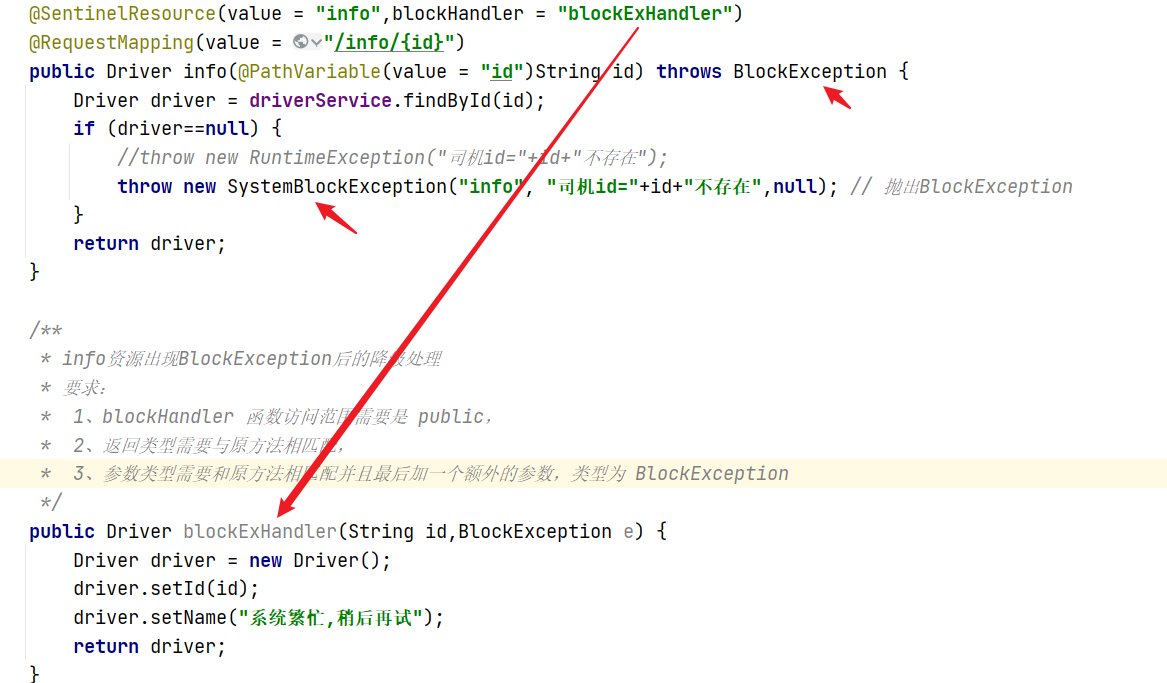 @SentinelResource(value = "info",blockHandler = "blockExHandler")
@RequestMapping(value = "/info/{id}")
public Driver info(@PathVariable(value = "id")String id) throws BlockException {
Driver driver = driverService.findById(id);
if (driver==null) {
//throw new RuntimeException("司机id="+id+"不存在");
throw new SystemBlockException("info", "司机id="+id+"不存在",null); // 抛出BlockException
}
return driver;
}
/**
* info资源出现BlockException后的降级处理
* 要求：
* 1、blockHandler 函数访问范围需要是 public，
* 2、返回类型需要与原方法相匹配，
* 3、参数类型需要和原方法相匹配并且最后加一个额外的参数，类型为 BlockException
*/
public Driver blockExHandler(String id,BlockException e) {
Driver driver = new Driver();
driver.setId(id);
driver.setName("系统繁忙,稍后再试");
return driver;
}